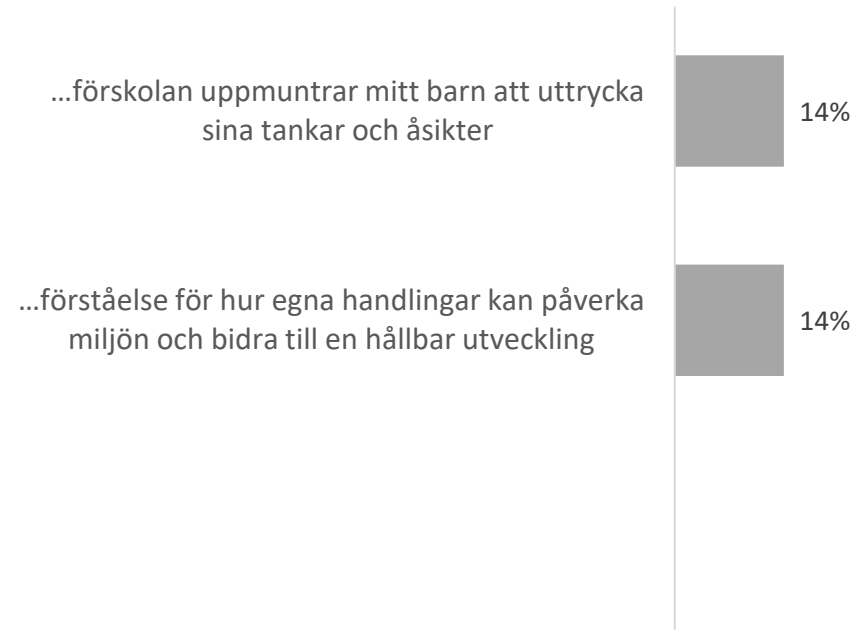 ...förskolan uppmuntrar mitt barn att uttrycka
sina tankar och åsikter
14%
...förståelse för hur egna handlingar kan påverka
miljön och bidra till en hållbar utveckling
14%